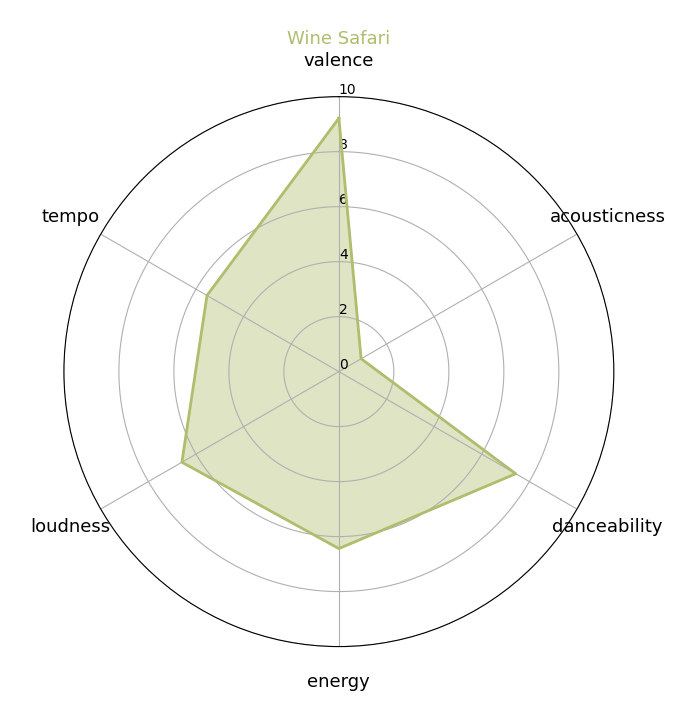 Wine Safari
valence
10
8
6
4
2
0
tempo
acousticness
loudness
danceability
energy